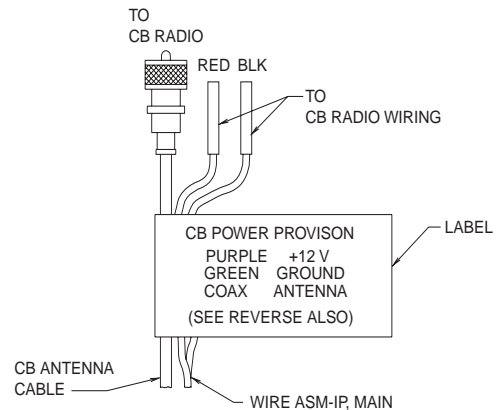 TO
CB RADIO
RED BLK
TO
CB RADIO WIRING
CB POWER PROVISON
PURPLE +12 V
GREEN GROUND
COAX ANTENNA
(SEE REVERSE ALSO)
LABEL
CB ANTENNA
CABLE
WIRE ASM-IP, MAIN